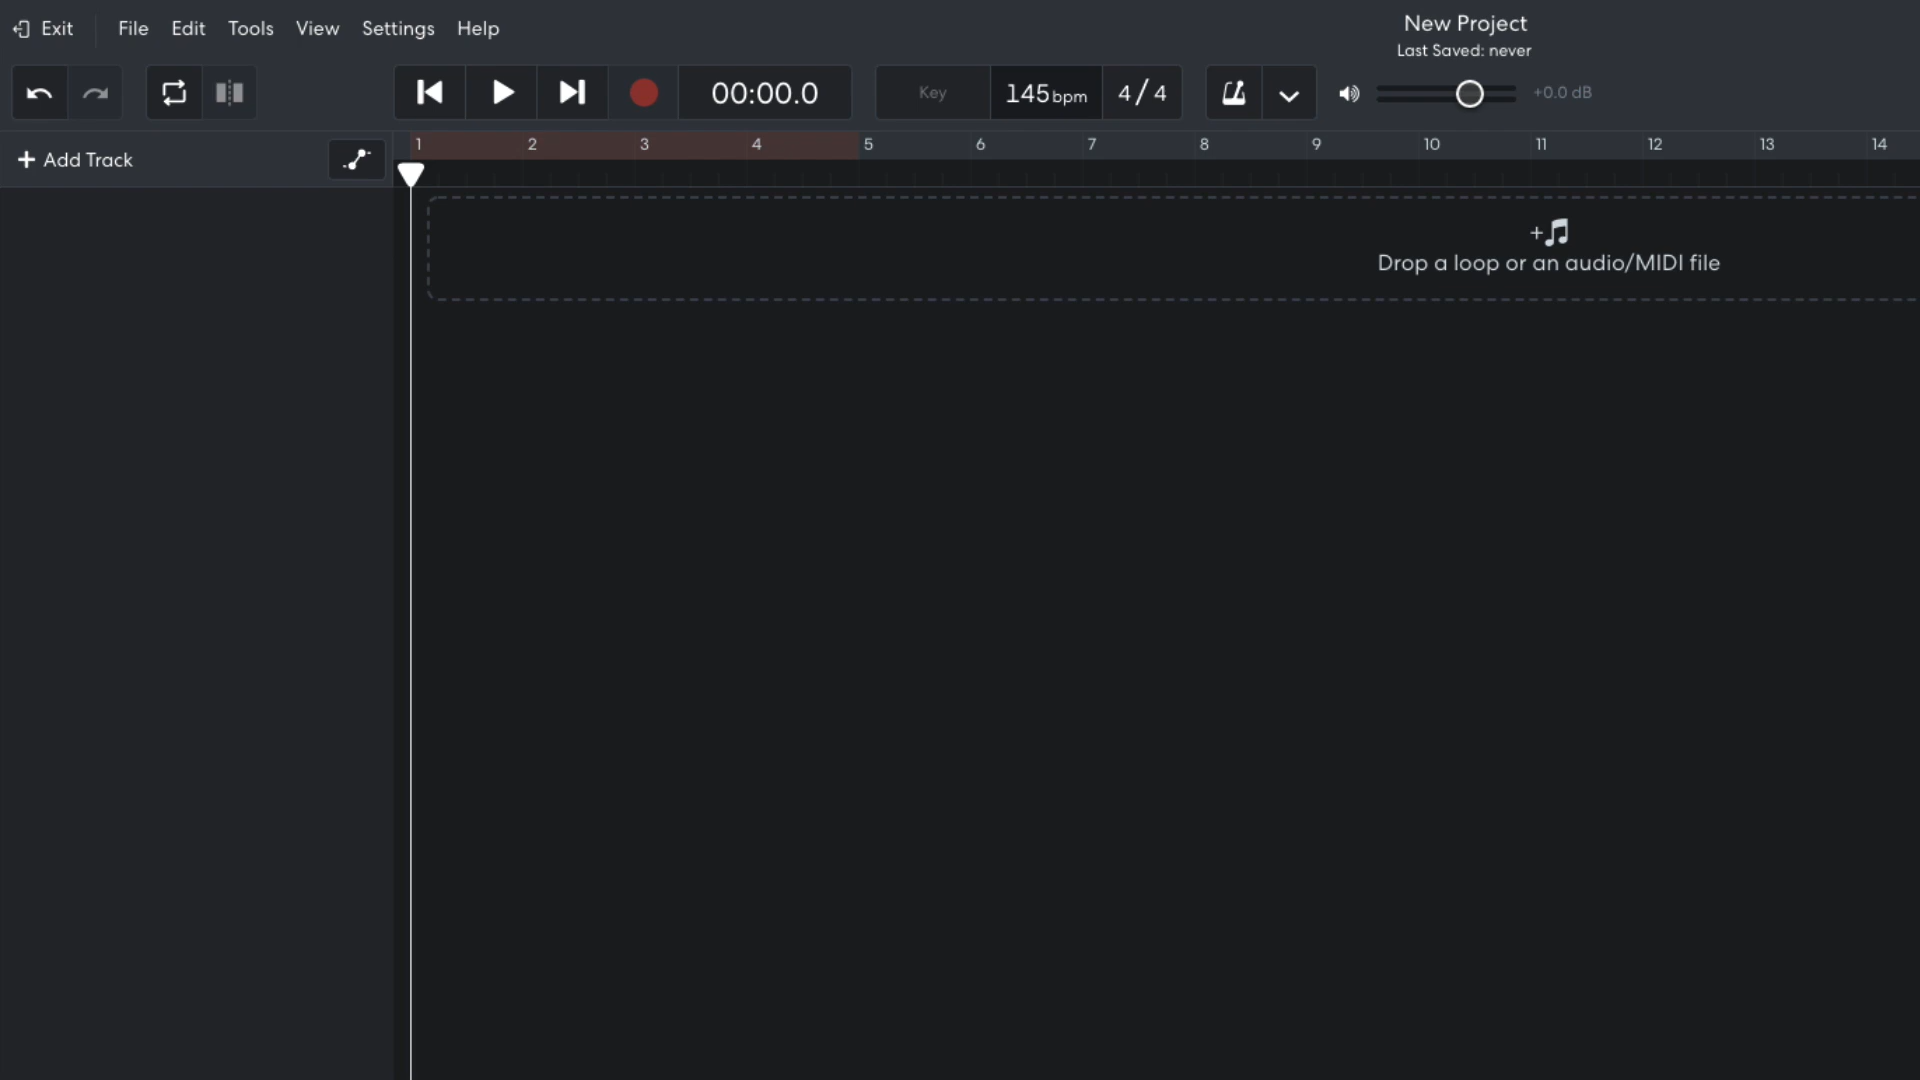 Exit File Edit Tools View Settings Help
New Project
Last Saved: never
00:00.0 Key 145bpm 4/4 +0.0 dB
+ Add Track
1 2 3 4 5 6 7 8 9 10 11 12 13 14
Drop a loop or an audio/MIDI file